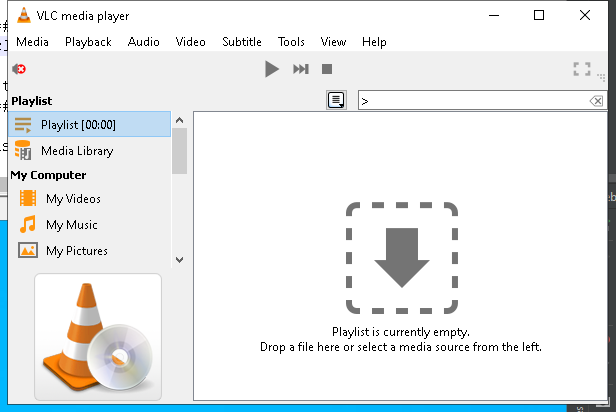 VLC media player
Media Playback Audio Video Subtitle Tools View Help
Playlist
>
Playlist [00:00]
Media Library
My Computer
My Videos
My Music
My Pictures
Playlist is currently empty.
Drop a file here or select a media source from the left.